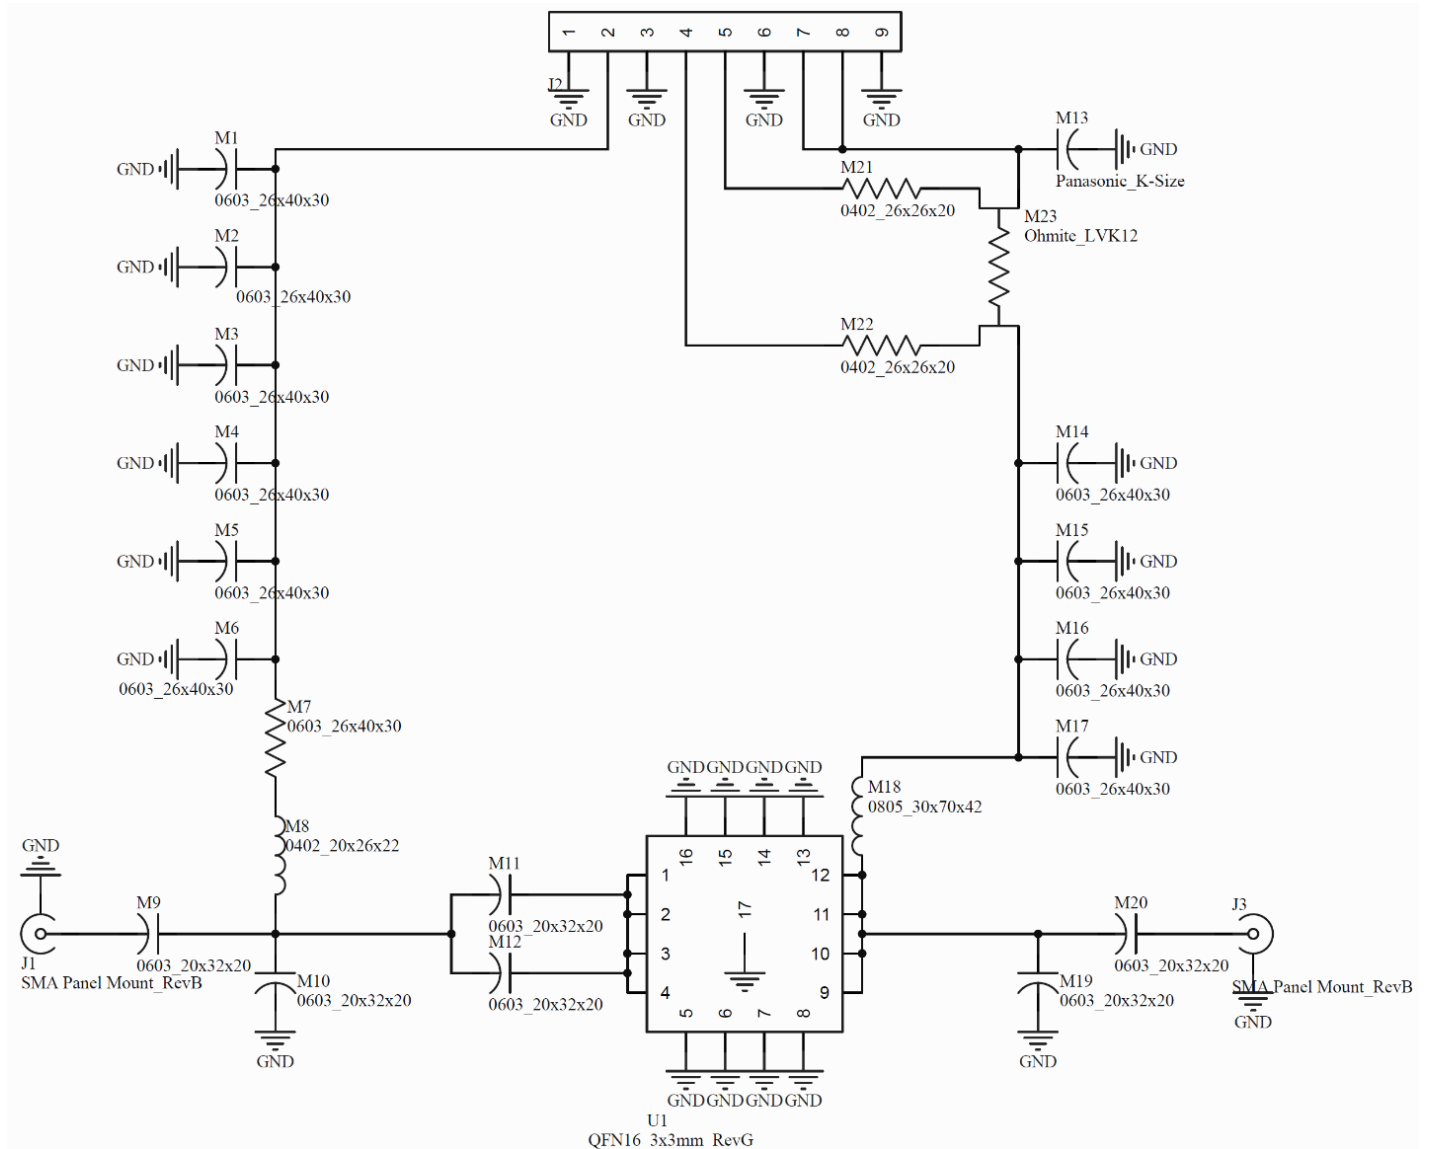 1 2 3 4 5 6 7 8 9
J2
GND GND GND GND
M13
GND
Panasonic_K-Size
M1
GND
0603_26x40x30
M21
0402_26x26x20
M23
Ohmite_LVK12
M2
GND
0603_26x40x30
M3
GND
0603_26x40x30
M22
0402_26x26x20
M4
GND
0603_26x40x30
M14
GND
0603_26x40x30
M5
GND
0603_26x40x30
M15
GND
0603_26x40x30
M6
GND
0603_26x40x30
M16
GND
0603_26x40x30
M7
0603_26x40x30
M17
GND
0603_26x40x30
GND GND GND GND
M18
0805_30x70x42
M8
0402_20x26x22
GND
16 15 14 13
M11
0603_20x32x20
1 12
2 11
3 10
4 9
17
M9
0603_20x32x20
J1
SMA Panel Mount_RevB
M12
0603_20x32x20
M10
0603_20x32x20
GND
M20
0603_20x32x20
J3
SMA Panel Mount_RevB
GND
M19
0603_20x32x20
GND
5 6 7 8
GND GND GND GND
U1
QFN16_3x3mm_RevG